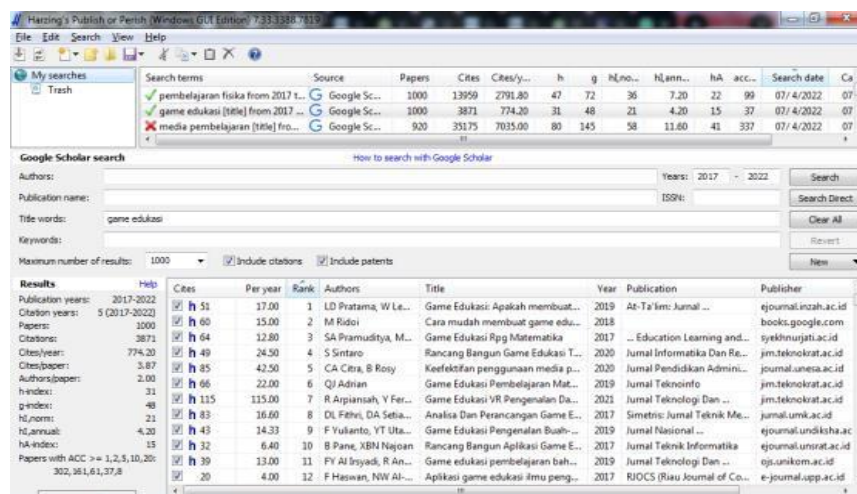 Harzing's Publish or Perish (Windows GUI Edition) 7.33.3388.7819
File Edit Search View Help
My searches
Trash
Search terms Source Papers Cites Cites/y... h g hI,no... hI,ann... hA acc... Search date Ca
pembelajaran fisika from 2017 t... Google Sc... 1000 13959 2791.80 47 72 36 7.20 22 99 07/ 4/2022 07
game edukasi [title] from 2017 ... Google Sc... 1000 3871 774.20 31 48 21 4.20 15 37 07/ 4/2022 07
media pembelajaran [title] fro... Google Sc... 920 35175 7035.00 80 145 58 11.60 41 337 07/ 4/2022 07
Google Scholar search How to search with Google Scholar
Authors: Years: 2017 - 2022 Search
Publication name: ISSN: Search Direct
Title words: game edukasi Clear All
Keywords: Revert
Maximum number of results: 1000 Include citations Include patents New
Results Help
Publication years: 2017-2022
Citation years: 5 (2017-2022)
Papers: 1000
Citations: 3871
Cites/year: 774.20
Cites/paper: 3.87
Authors/paper: 2.00
h-index: 31
g-index: 48
hI,norm: 21
hI,annual: 4.20
hA-index: 15
Papers with ACC >= 1,2,5,10,20:
302,161,61,37,8
Cites Per year Rank Authors Title Year Publication Publisher
h 51 17.00 1 LD Pratama, W Le... Game Edukasi: Apakah membuat... 2019 At-Ta'lim: Jurnal ... ejournal.inzah.ac.id
h 60 15.00 2 M Ridoi Cara mudah membuat game edu... 2018 books.google.com
h 64 12.80 3 SA Pramuditya, M... Game Edukasi Rpg Matematika 2017 ... Education Learning and... syekhnurjati.ac.id
h 49 24.50 4 S Sintaro Rancang Bangun Game Edukasi T... 2020 Jurnal Informatika Dan Re... jim.teknokrat.ac.id
h 85 42.50 5 CA Citra, B Rosy Keefektifan penggunaan media p... 2020 Jurnal Pendidikan Admini... journal.unesa.ac.id
h 66 22.00 6 QJ Adrian Game Edukasi Pembelajaran Mat... 2019 Jurnal Teknoinfo jim.teknokrat.ac.id
h 115 115.00 7 R Arpiansah, Y Fer... Game Edukasi VR Pengenalan Da... 2021 Jurnal Teknologi Dan ... jim.teknokrat.ac.id
h 83 16.60 8 DL Fithri, DA Setia... Analisa Dan Perancangan Game E... 2017 Simetris: Jurnal Teknik Me... jurnal.umk.ac.id
h 43 14.33 9 F Yulianto, YT Uta... Game Edukasi Pengenalan Buah-... 2019 Jurnal Nasional ... ejournal.undiksha.ac
h 32 6.40 10 B Pane, XBN Najoan Rancang Bangun Aplikasi Game E... 2017 Jurnal Teknik Informatika ejournal.unsrat.ac.id
h 39 13.00 11 FY Al Irsyadi, R An... Game edukasi pembelajaran bah... 2019 Jurnal Teknologi Dan ... ojs.unikom.ac.id
20 4.00 12 F Haswan, NW Al-... Aplikasi game edukasi ilmu peng... 2017 RJOCS (Riau Journal of Co... e-journal.upp.ac.id